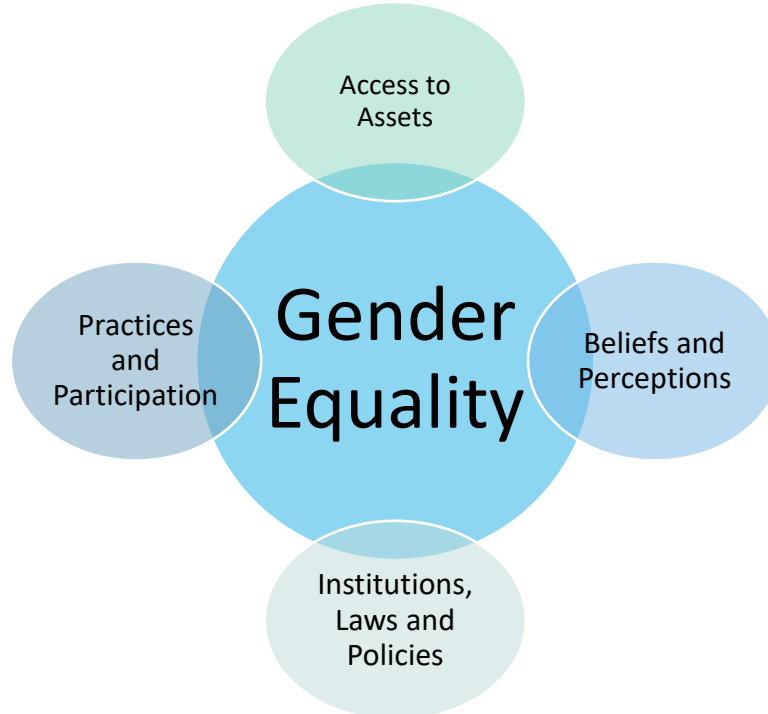 Access to
Assets
Gender
Equality
Practices
and
Participation
Beliefs and
Perceptions
Institutions,
Laws and
Policies